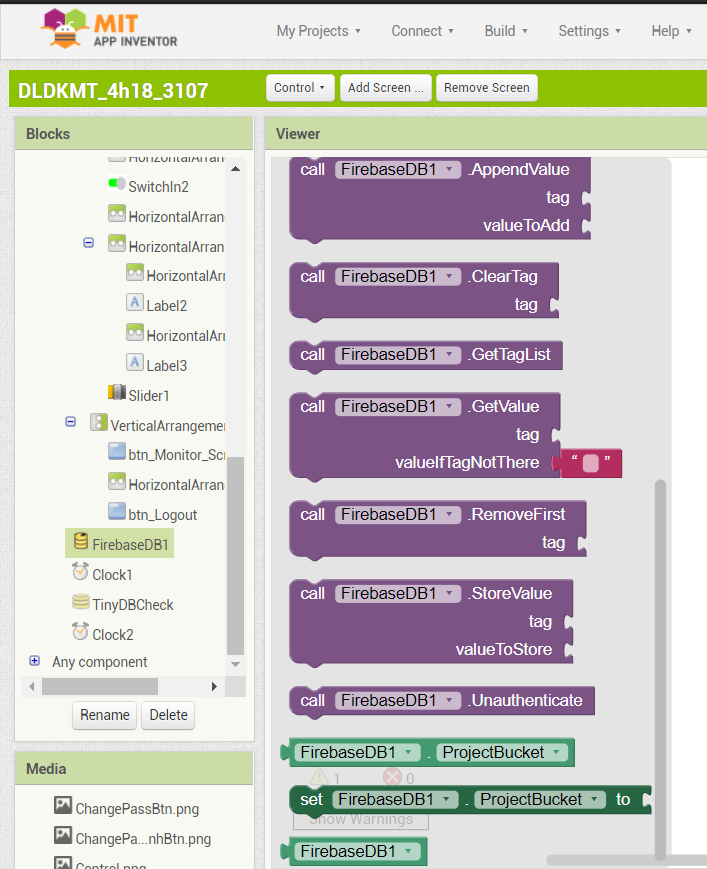 MIT
APP INVENTOR
My Projects
Connect
Build
Settings
Help
DLDKMT_4h18_3107
Control
Add Screen ...
Remove Screen
Blocks
HorizontalArran
SwitchIn2
HorizontalArran
HorizontalArran
HorizontalArr
A Label2
HorizontalArr
A Label3
Slider1
VerticalArrangeme
btn_Monitor_Scr
HorizontalArran
btn_Logout
FirebaseDB1
Clock1
TinyDBCheck
Clock2
Any component
Rename
Delete
Media
ChangePassBtn.png
ChangePa...nhBtn.png
Control.png
Viewer
call FirebaseDB1 .AppendValue
tag
valueToAdd
call FirebaseDB1 .ClearTag
tag
call FirebaseDB1 .GetTagList
call FirebaseDB1 .GetValue
tag
valueIfTagNotThere “ ”
call FirebaseDB1 .RemoveFirst
tag
call FirebaseDB1 .StoreValue
tag
valueToStore
call FirebaseDB1 .Unauthenticate
FirebaseDB1 . ProjectBucket
1 0
set FirebaseDB1 . ProjectBucket to
Show Warnings
FirebaseDB1